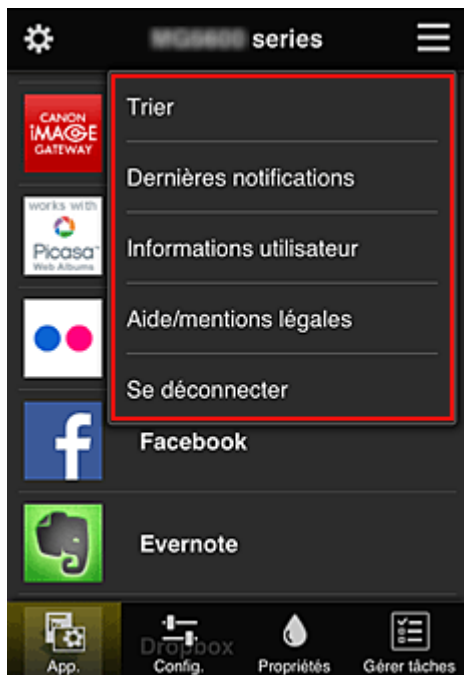 series
Trier
CANON
iMAGE
GATEWAY
Dernières notifications
works with
Picasa
Web Albums
Informations utilisateur
Aide/mentions légales
Se déconnecter
Facebook
Evernote
Dropbox
App.
Config.
Propriétés
Gérer tâches